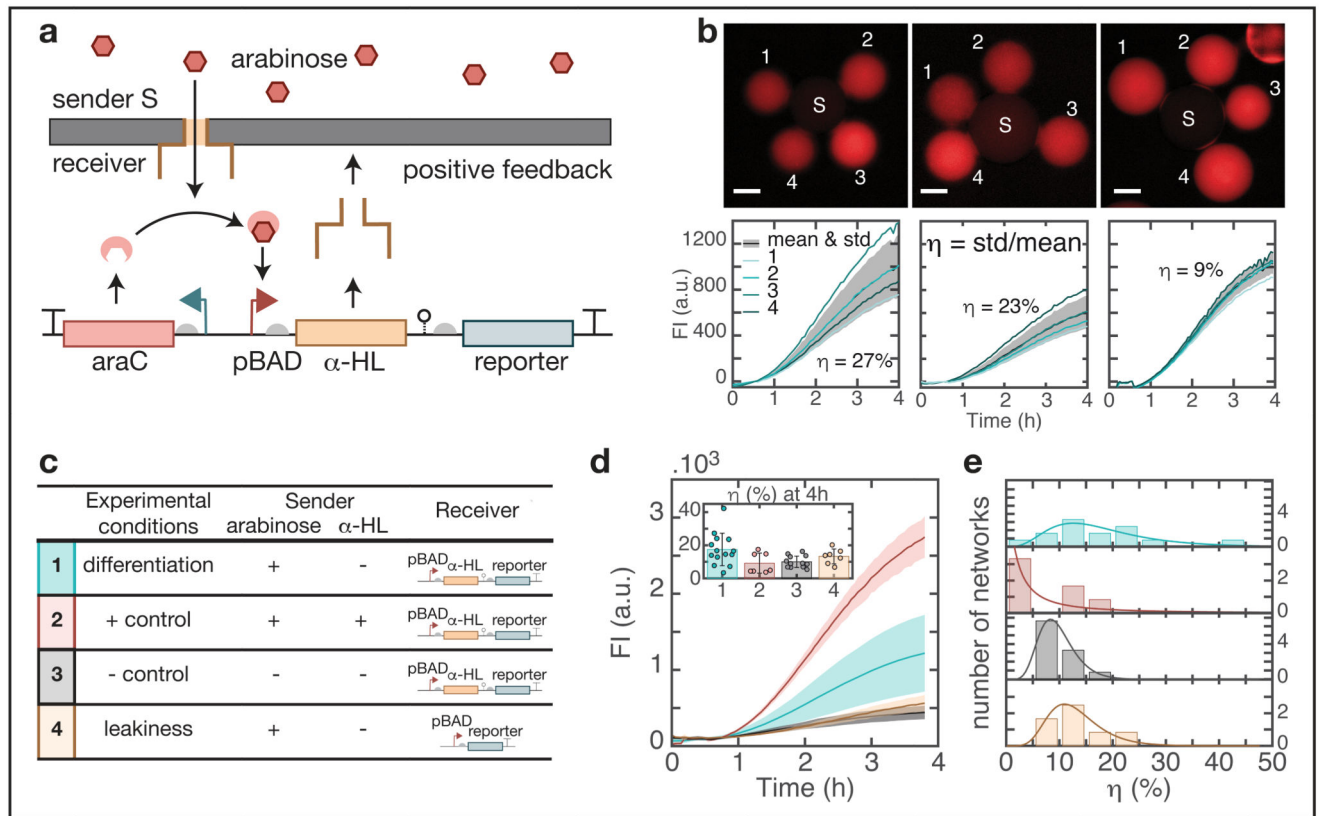 a
arabinose
sender S
receiver
positive feedback
araC
pBAD
α-HL
reporter
b
1
2
S
4
3
2
1
S
3
4
1
2
S
3
4
FI (a.u.)
1200
800
400
0
mean & std
1
2
3
4
η = 27%
0 1 2 3 4
η = std/mean
η = 23%
0 1 2 3 4
η = 9%
0 1 2 3 4
Time (h)
c
Experimental conditions
Sender
arabinose α-HL
Receiver
1 differentiation + - pBAD α-HL reporter
2 + control + + pBAD α-HL reporter
3 - control - - pBAD α-HL reporter
4 leakiness + - pBAD reporter
d
.10³
FI (a.u.)
3
2
1
0
η (%) at 4h
40
20
0
1 2 3 4
0 1 2 3 4
Time (h)
e
number of networks
4
2
0
4
2
0
4
2
0
4
2
0
0 10 20 30 40 50
η (%)